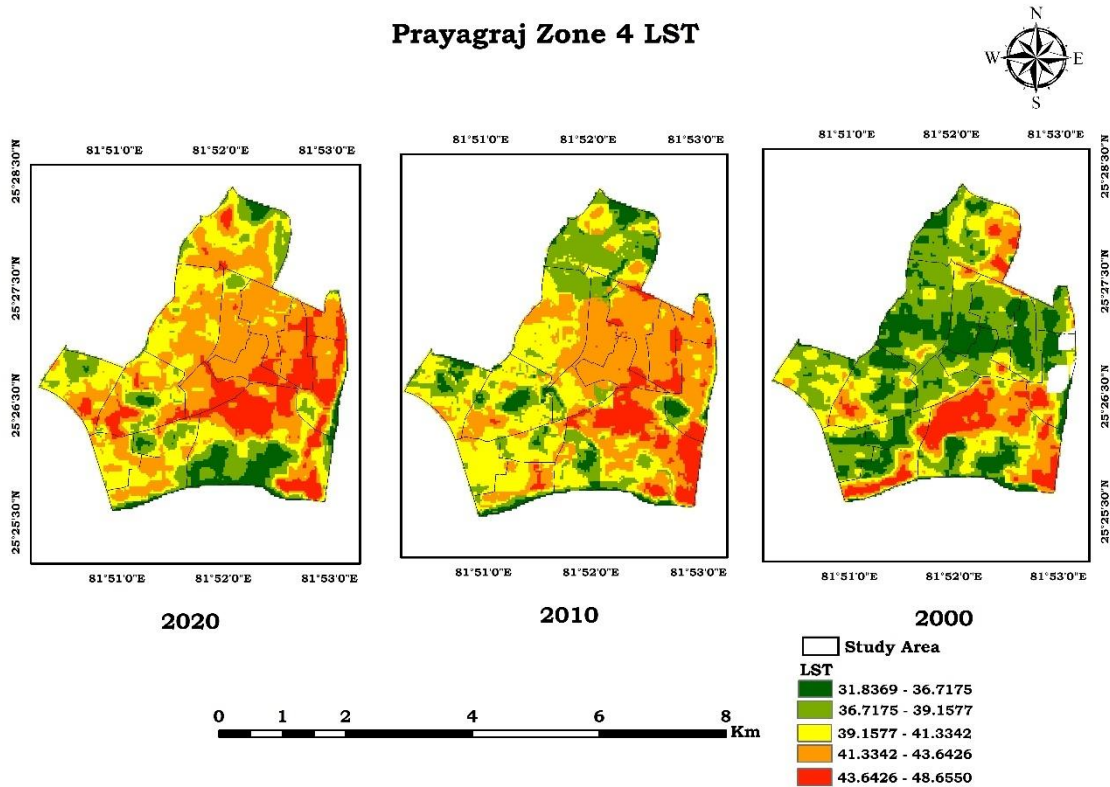 Prayagraj Zone 4 LST
N
W E
S
81°51'0"E 81°52'0"E 81°53'0"E
81°51'0"E 81°52'0"E 81°53'0"E
81°51'0"E 81°52'0"E 81°53'0"E
25°28'30"N
25°27'30"N
25°26'30"N
25°25'30"N
25°28'30"N
25°27'30"N
25°26'30"N
25°25'30"N
81°51'0"E 81°52'0"E 81°53'0"E
81°51'0"E 81°52'0"E 81°53'0"E
81°51'0"E 81°52'0"E 81°53'0"E
2020
2010
2000
Study Area
LST
31.8369 - 36.7175
36.7175 - 39.1577
39.1577 - 41.3342
41.3342 - 43.6426
43.6426 - 48.6550
0 1 2 4 6 8
Km